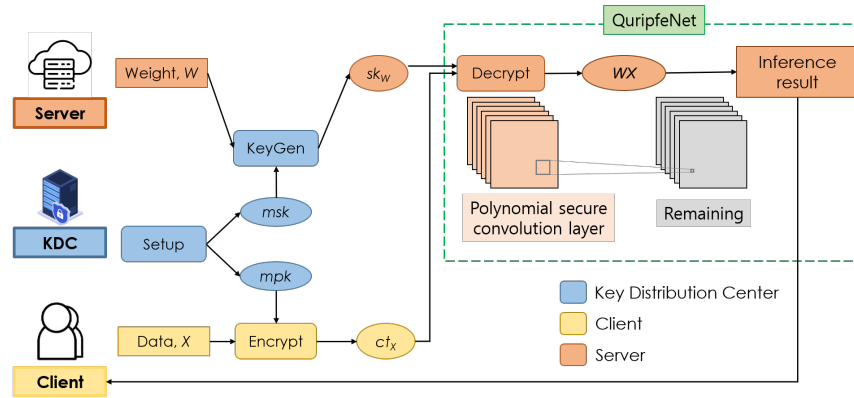 QuripfeNet
Server
Weight, W
sk_W
Decrypt
WX
Inference
result
KeyGen
Polynomial secure
convolution layer
Remaining
KDC
Setup
msk
mpk
Key Distribution Center
Client
Server
Client
Data, X
Encrypt
ct_X